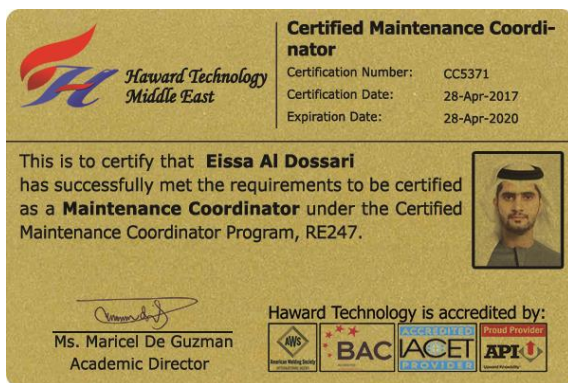 Haward Technology
Middle East
Certified Maintenance Coordi-
nator
Certification Number: CC5371
Certification Date: 28-Apr-2017
Expiration Date: 28-Apr-2020
This is to certify that Eissa Al Dossari
has successfully met the requirements to be certified
as a Maintenance Coordinator under the Certified
Maintenance Coordinator Program, RE247.
Ms. Maricel De Guzman
Academic Director
Haward Technology is accredited by:
AWS
American Welding Society
BAC
ACCREDITED
IACET
PROVIDER
Proud Provider
API U